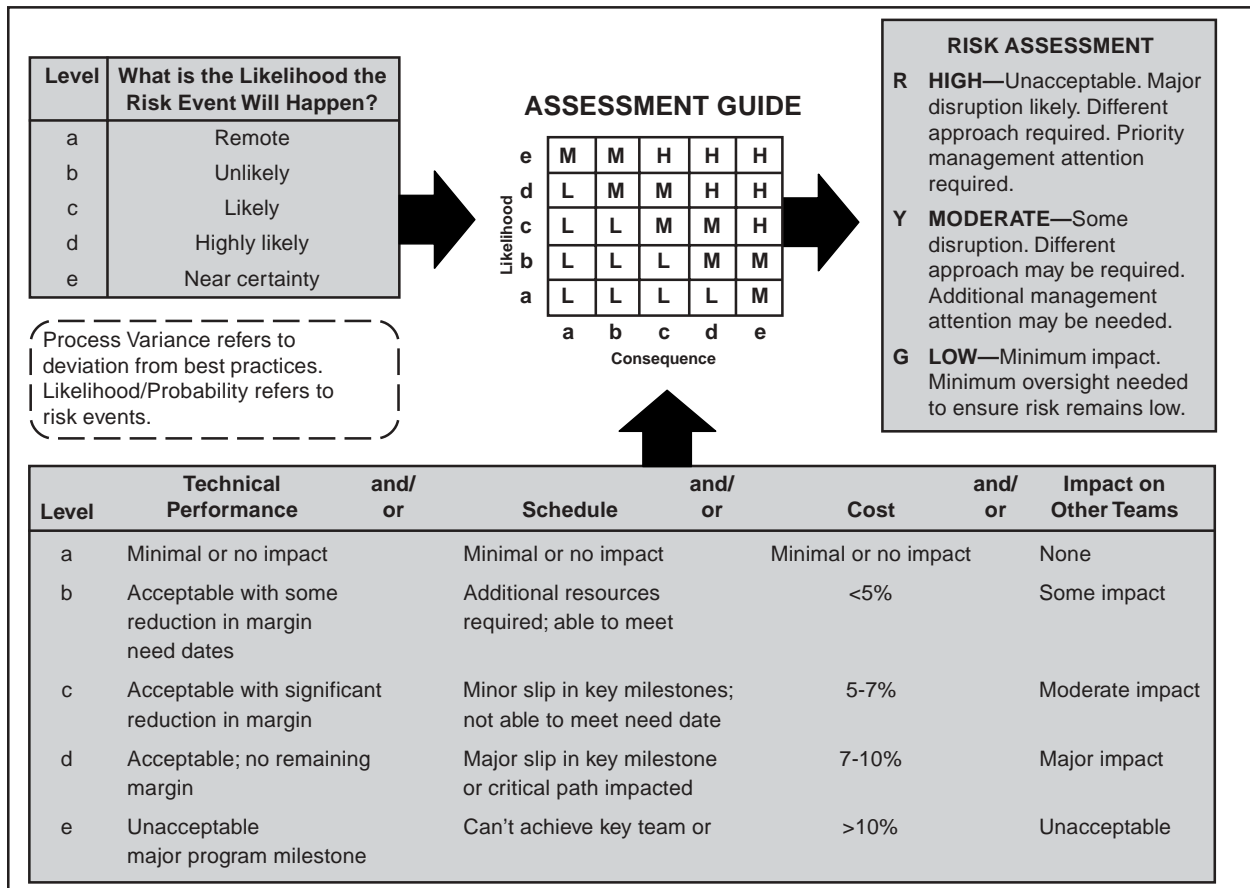 Level What is the Likelihood the
Risk Event Will Happen?
a Remote
b Unlikely
c Likely
d Highly likely
e Near certainty
Process Variance refers to
deviation from best practices.
Likelihood/Probability refers to
risk events.
ASSESSMENT GUIDE
Likelihood
e M M H H H
d L M M H H
c L L M M H
b L L L M M
a L L L L M
a b c d e
Consequence
RISK ASSESSMENT
R HIGH—Unacceptable. Major
disruption likely. Different
approach required. Priority
management attention
required.
Y MODERATE—Some
disruption. Different
approach may be required.
Additional management
attention may be needed.
G LOW—Minimum impact.
Minimum oversight needed
to ensure risk remains low.
Technical and/ and/ and/ Impact on
Level Performance or Schedule or Cost or Other Teams
a Minimal or no impact Minimal or no impact Minimal or no impact None
b Acceptable with some Additional resources <5% Some impact
reduction in margin required; able to meet
need dates
c Acceptable with significant Minor slip in key milestones; 5-7% Moderate impact
reduction in margin not able to meet need date
d Acceptable; no remaining Major slip in key milestone 7-10% Major impact
margin or critical path impacted
e Unacceptable Can't achieve key team or >10% Unacceptable
major program milestone